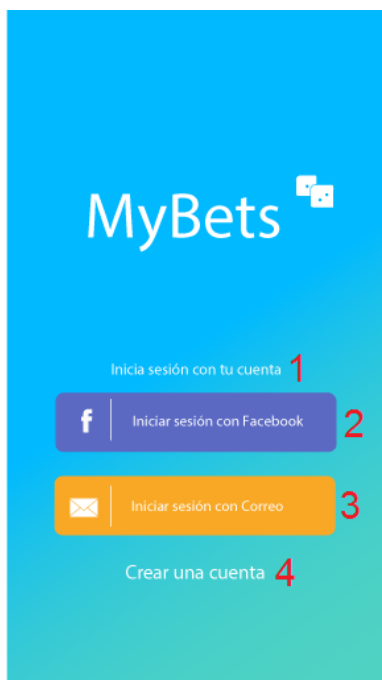 MyBets
Inicia sesión con tu cuenta 1
f Iniciar sesión con Facebook 2
Iniciar sesión con Correo 3
Crear una cuenta 4